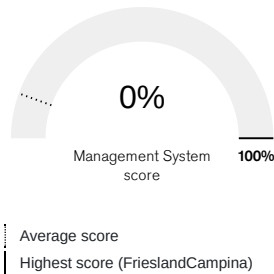 0%
Management System
score
100%
Average score
Highest score (FrieslandCampina)